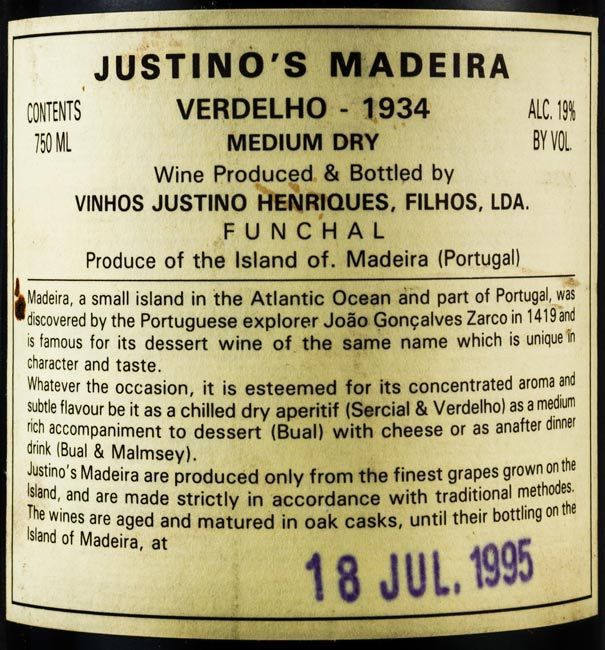 JUSTINO'S MADEIRA
CONTENTS
750 ML
VERDELHO - 1934
MEDIUM DRY
ALC. 19%
BY VOL.
Wine Produced & Bottled by
VINHOS JUSTINO HENRIQUES, FILHOS, LDA.
FUNCHAL
Produce of the Island of. Madeira (Portugal)
Madeira, a small island in the Atlantic Ocean and part of Portugal, was
discovered by the Portuguese explorer João Gonçalves Zarco in 1419 and
is famous for its dessert wine of the same name which is unique in
character and taste.
Whatever the occasion, it is esteemed for its concentrated aroma and
subtle flavour be it as a chilled dry aperitif (Sercial & Verdelho) as a medium
rich accompaniment to dessert (Bual) with cheese or as anafter dinner
drink (Bual & Malmsey).
Justino's Madeira are produced only from the finest grapes grown on the
Island, and are made strictly in accordance with traditional methodes.
The wines are aged and matured in oak casks, until their bottling on the
Island of Madeira, at
18 JUL. 1995